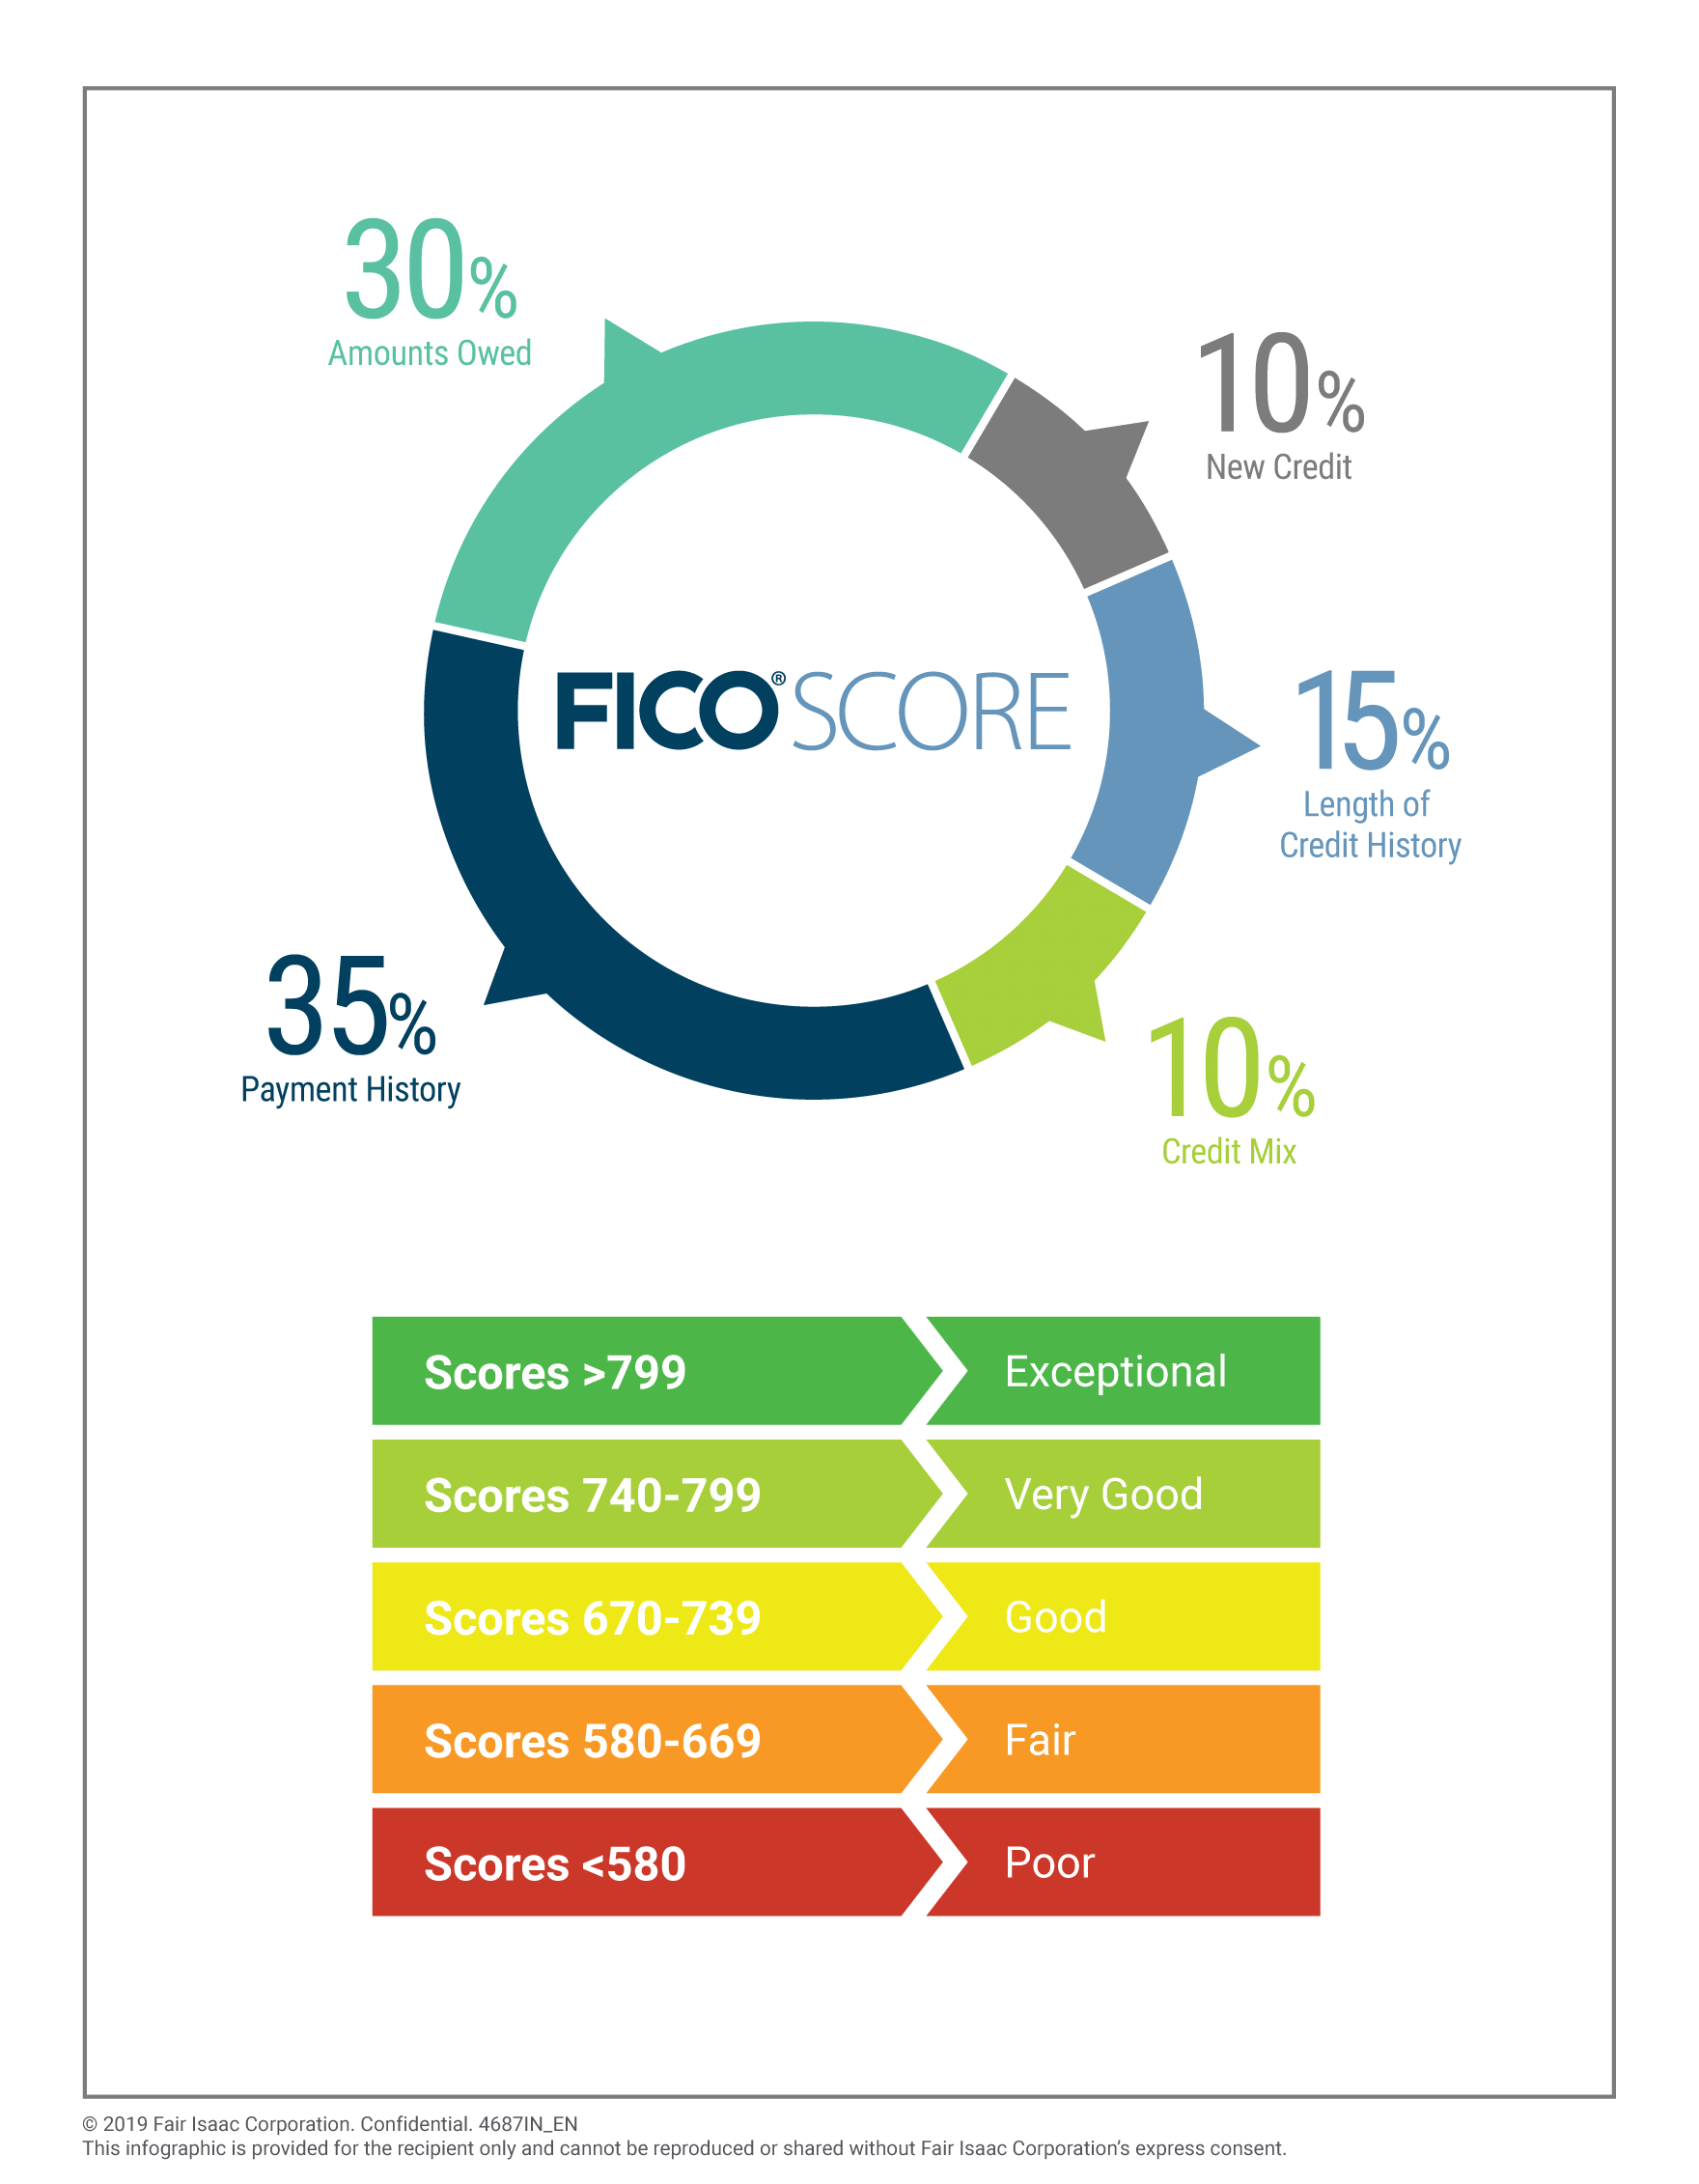 30%
Amounts Owed
10%
New Credit
FICO® SCORE
15%
Length of
Credit History
35%
Payment History
10%
Credit Mix
Scores >799 Exceptional
Scores 740-799 Very Good
Scores 670-739 Good
Scores 580-669 Fair
Scores <580 Poor
© 2019 Fair Isaac Corporation. Confidential. 4687IN_EN
This infographic is provided for the recipient only and cannot be reproduced or shared without Fair Isaac Corporation’s express consent.